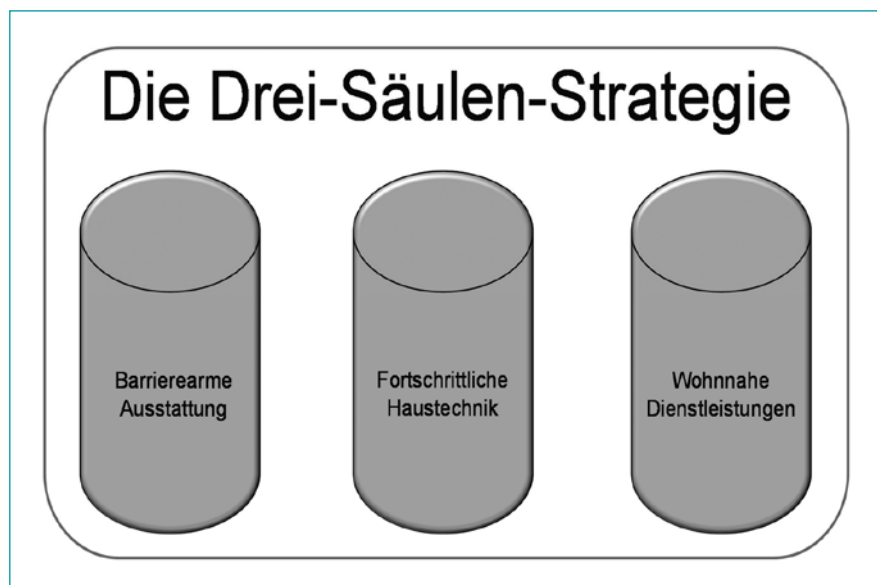 Die Drei-Säulen-Strategie
Barrierearme
Ausstattung
Fortschrittliche
Haustechnik
Wohnnahe
Dienstleistungen